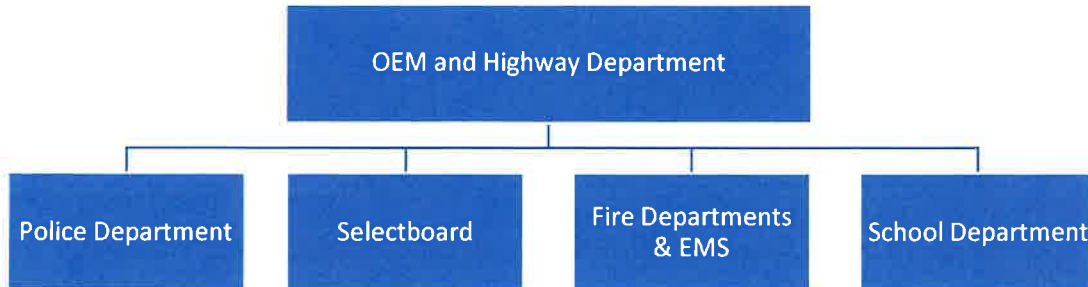 OEM and Highway Department
Police Department
Selectboard
Fire Departments
& EMS
School Department